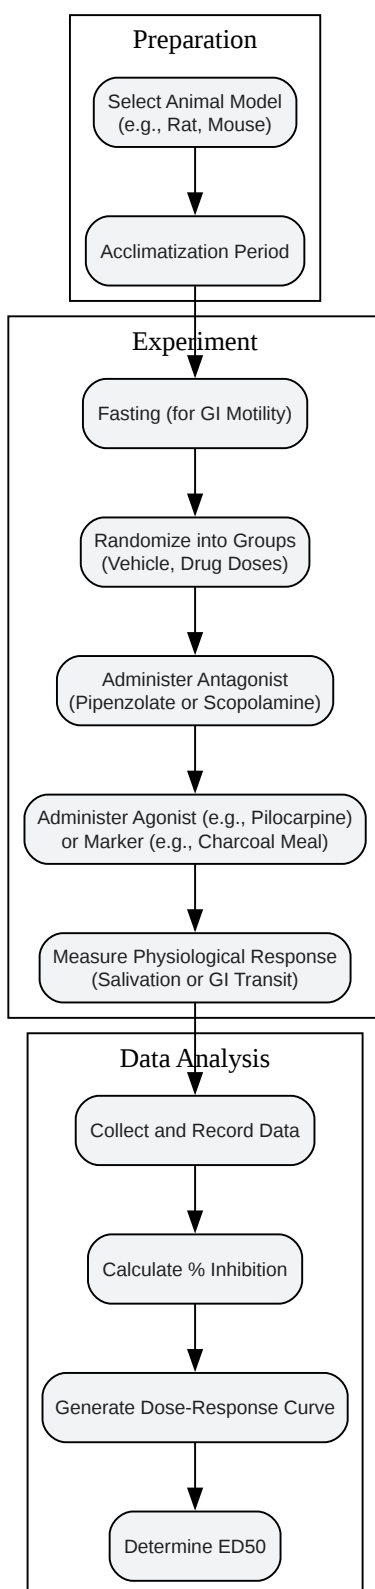 Preparation
Select Animal Model
(e.g., Rat, Mouse)
Acclimatization Period
Experiment
Fasting (for GI Motility)
Randomize into Groups
(Vehicle, Drug Doses)
Administer Antagonist
(Pipenzolate or Scopolamine)
Administer Agonist (e.g., Pilocarpine)
or Marker (e.g., Charcoal Meal)
Measure Physiological Response
(Salivation or GI Transit)
Data Analysis
Collect and Record Data
Calculate % Inhibition
Generate Dose-Response Curve
Determine ED50